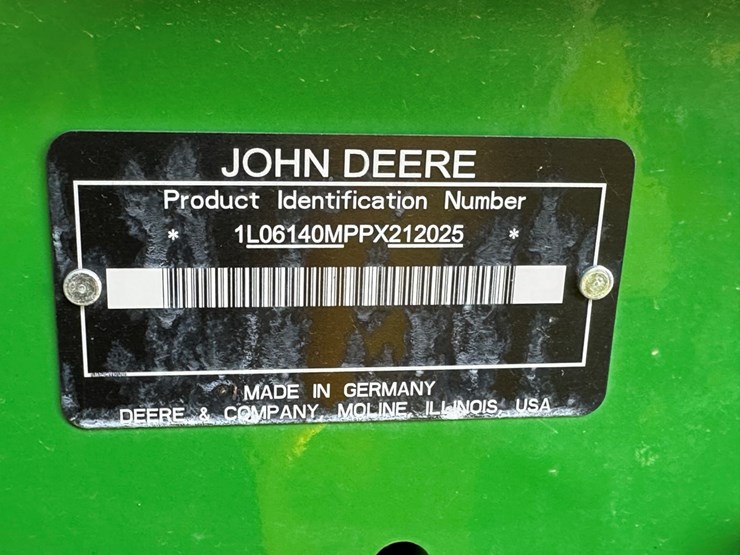 JOHN DEERE
Product Identification Number
* 1L06140MPPX212025 *
MADE IN GERMANY
DEERE & COMPANY, MOLINE, ILLINOIS, USA